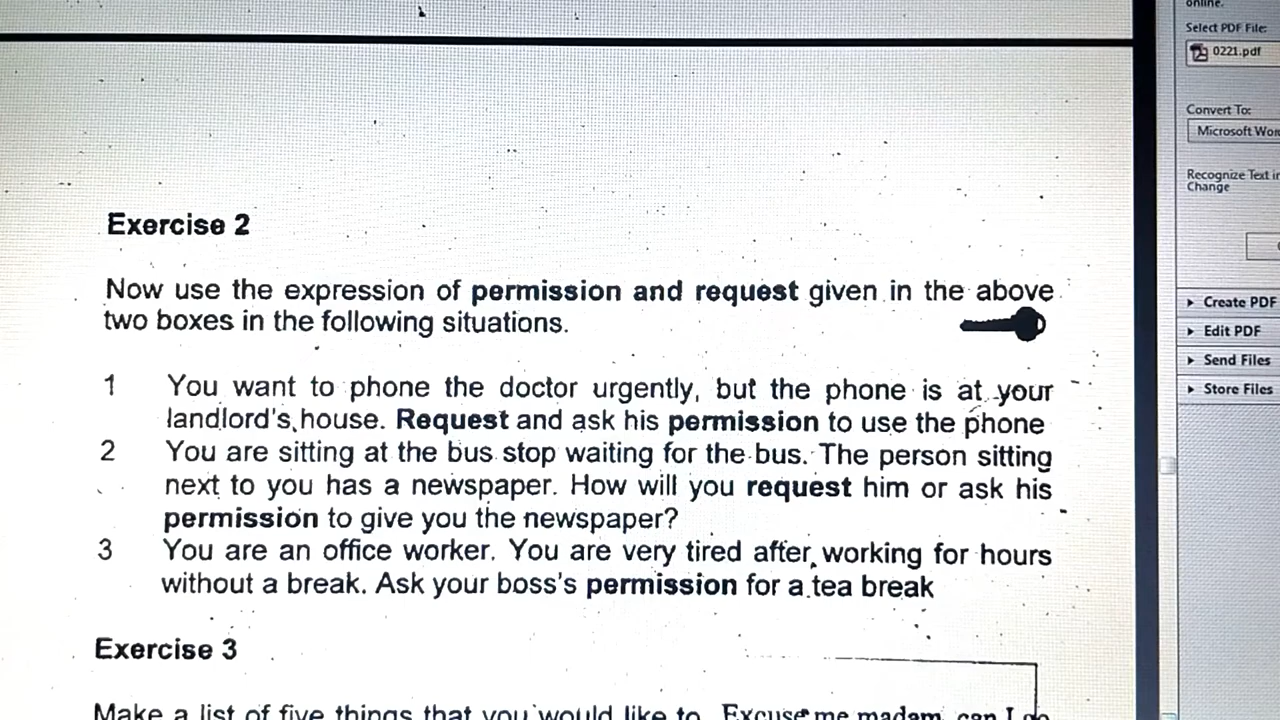 online.
Select PDF File:
0221.pdf
Convert To:
Microsoft Wor
Recognize Text in
Change
Create PDF
Edit PDF
Send Files
Store Files
Exercise 2
Now use the expression of permission and request given in the above
two boxes in the following situations.
1 You want to phone the doctor urgently, but the phone is at your
landlord's house. Request and ask his permission to use the phone
2 You are sitting at the bus stop waiting for the bus. The person sitting
next to you has a newspaper. How will you request him or ask his
permission to give you the newspaper?
3 You are an office worker. You are very tired after working for hours
without a break. Ask your boss's permission for a tea break
Exercise 3
Make a list of five things that you would like to Excuse me madam, can I go